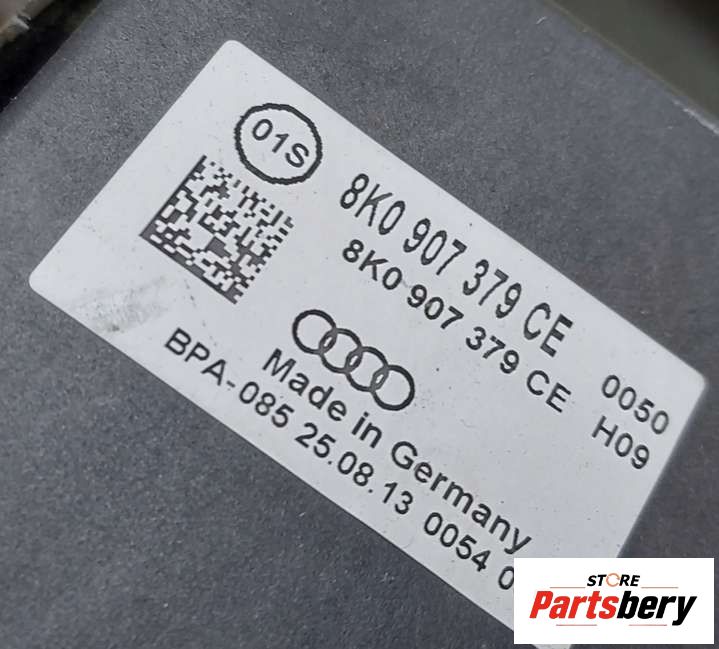 01S
8K0 907 379 CE 0050
8K0 907 379 CE H09
Made in Germany
BPA-085 25.08.13 0054
STORE
Partsbery